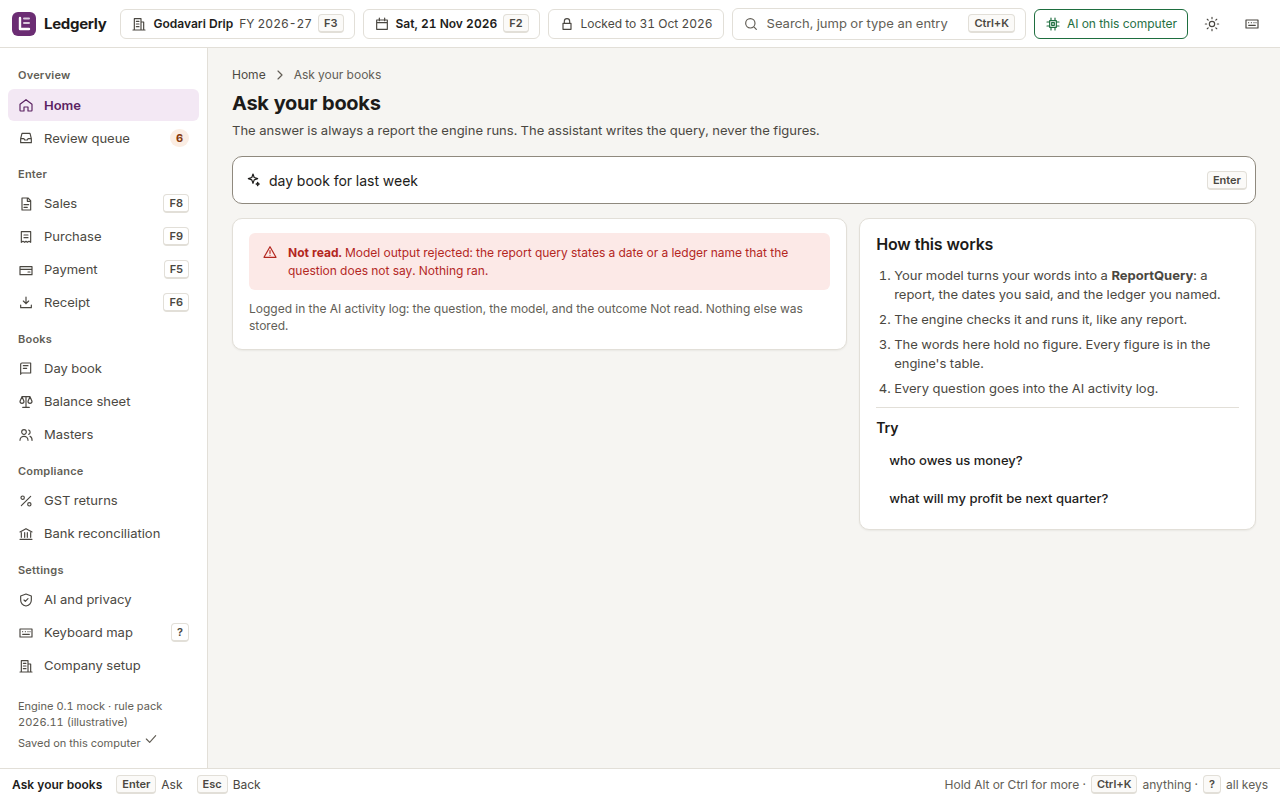 Ledgerly
Godavari Drip FY 2026-27 F3
Sat, 21 Nov 2026 F2
Locked to 31 Oct 2026
Search, jump or type an entry Ctrl+K
AI on this computer
Overview
Home
Review queue 6
Enter
Sales F8
Purchase F9
Payment F5
Receipt F6
Books
Day book
Balance sheet
Masters
Compliance
GST returns
Bank reconciliation
Settings
AI and privacy
Keyboard map ?
Company setup
Engine 0.1 mock · rule pack
2026.11 (illustrative)
Saved on this computer
Home > Ask your books
Ask your books
The answer is always a report the engine runs. The assistant writes the query, never the figures.
day book for last week Enter
Not read. Model output rejected: the report query states a date or a ledger name that the
question does not say. Nothing ran.
Logged in the AI activity log: the question, the model, and the outcome Not read. Nothing else was
stored.
How this works
1. Your model turns your words into a ReportQuery: a
report, the dates you said, and the ledger you named.
2. The engine checks it and runs it, like any report.
3. The words here hold no figure. Every figure is in the
engine's table.
4. Every question goes into the AI activity log.
Try
who owes us money?
what will my profit be next quarter?
Ask your books Enter Ask Esc Back
Hold Alt or Ctrl for more · Ctrl+K anything · ? all keys